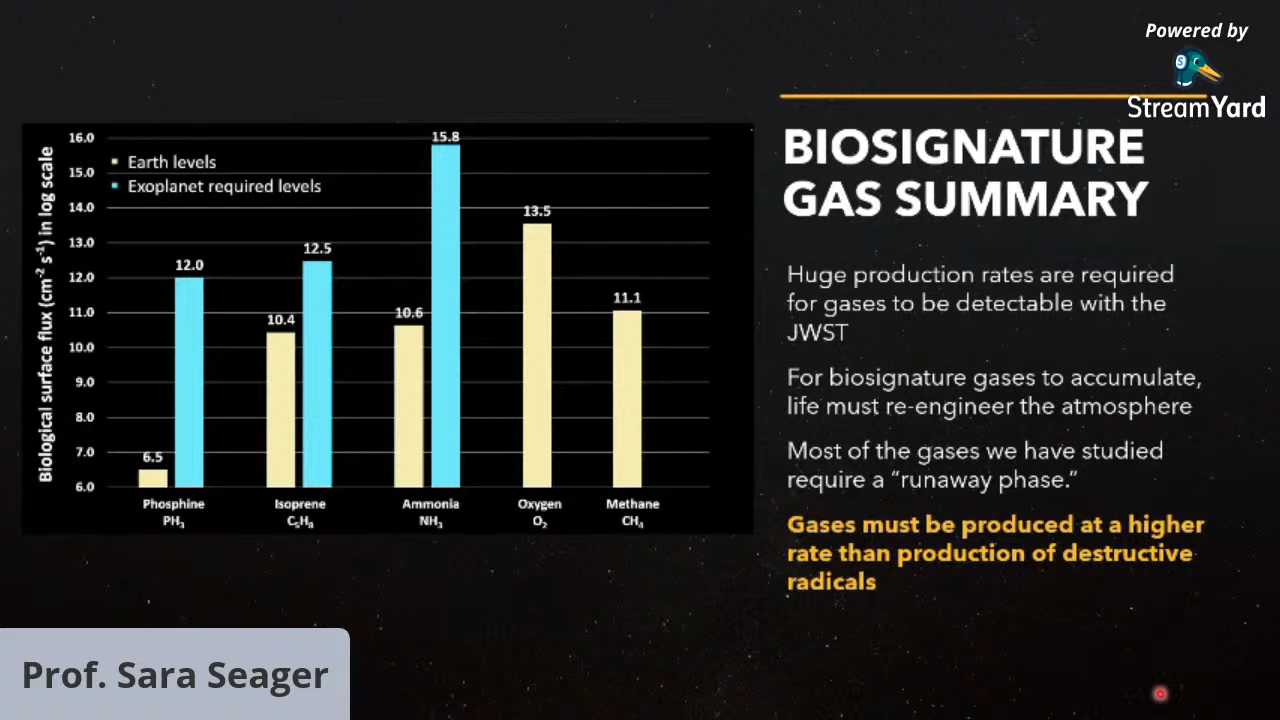 Powered by
StreamYard
BIOSIGNATURE
GAS SUMMARY
Huge production rates are required
for gases to be detectable with the
JWST
For biosignature gases to accumulate,
life must re-engineer the atmosphere
Most of the gases we have studied
require a “runaway phase.”
Gases must be produced at a higher
rate than production of destructive
radicals
Biological surface flux (cm⁻² s⁻¹) in log scale
16.0
15.0
14.0
13.0
12.0
11.0
10.0
9.0
8.0
7.0
6.0
Earth levels
Exoplanet required levels
6.5
12.0
10.4
12.5
10.6
15.8
13.5
11.1
Phosphine
PH₃
Isoprene
C₅H₈
Ammonia
NH₃
Oxygen
O₂
Methane
CH₄
Prof. Sara Seager